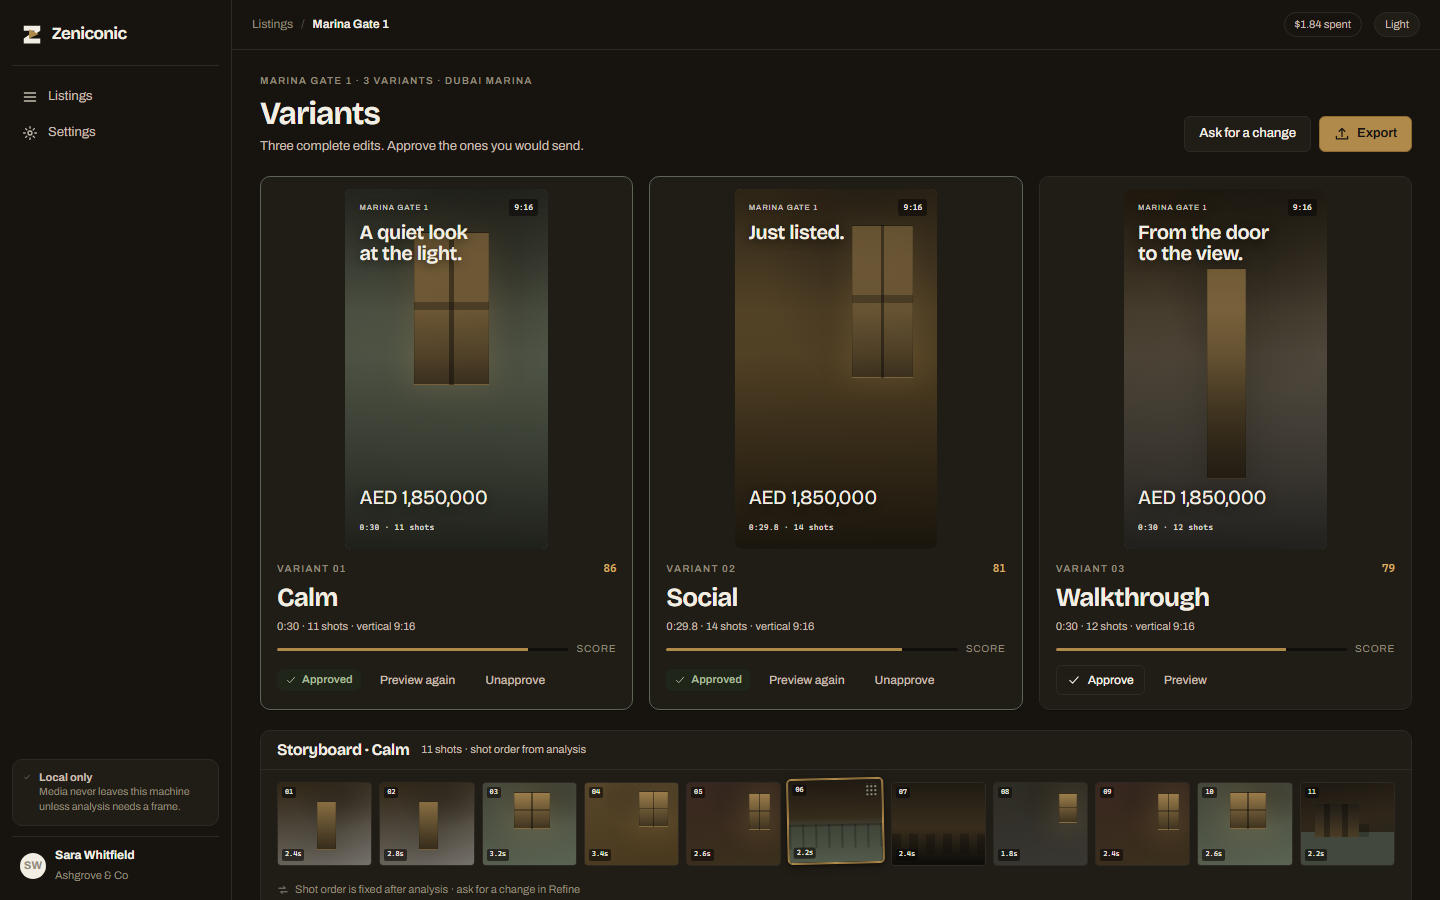 Zeniconic
Listings
Settings
Local only
Media never leaves this machine
unless analysis needs a frame.
SW
Sara Whitfield
Ashgrove & Co
Listings / Marina Gate 1
$1.84 spent
Light
MARINA GATE 1 · 3 VARIANTS · DUBAI MARINA
Variants
Three complete edits. Approve the ones you would send.
Ask for a change
Export
MARINA GATE 1
9:16
A quiet look
at the light.
AED 1,850,000
0:30 · 11 shots
VARIANT 01
86
Calm
0:30 · 11 shots · vertical 9:16
SCORE
Approved
Preview again
Unapprove
MARINA GATE 1
9:16
Just listed.
AED 1,850,000
0:29.8 · 14 shots
VARIANT 02
81
Social
0:29.8 · 14 shots · vertical 9:16
SCORE
Approved
Preview again
Unapprove
MARINA GATE 1
9:16
From the door
to the view.
AED 1,850,000
0:30 · 12 shots
VARIANT 03
79
Walkthrough
0:30 · 12 shots · vertical 9:16
SCORE
Approve
Preview
Storyboard · Calm
11 shots · shot order from analysis
01
2.4s
02
2.8s
03
3.2s
04
3.4s
05
2.6s
06
2.2s
07
2.4s
08
1.8s
09
2.4s
10
2.6s
11
2.2s
Shot order is fixed after analysis · ask for a change in Refine